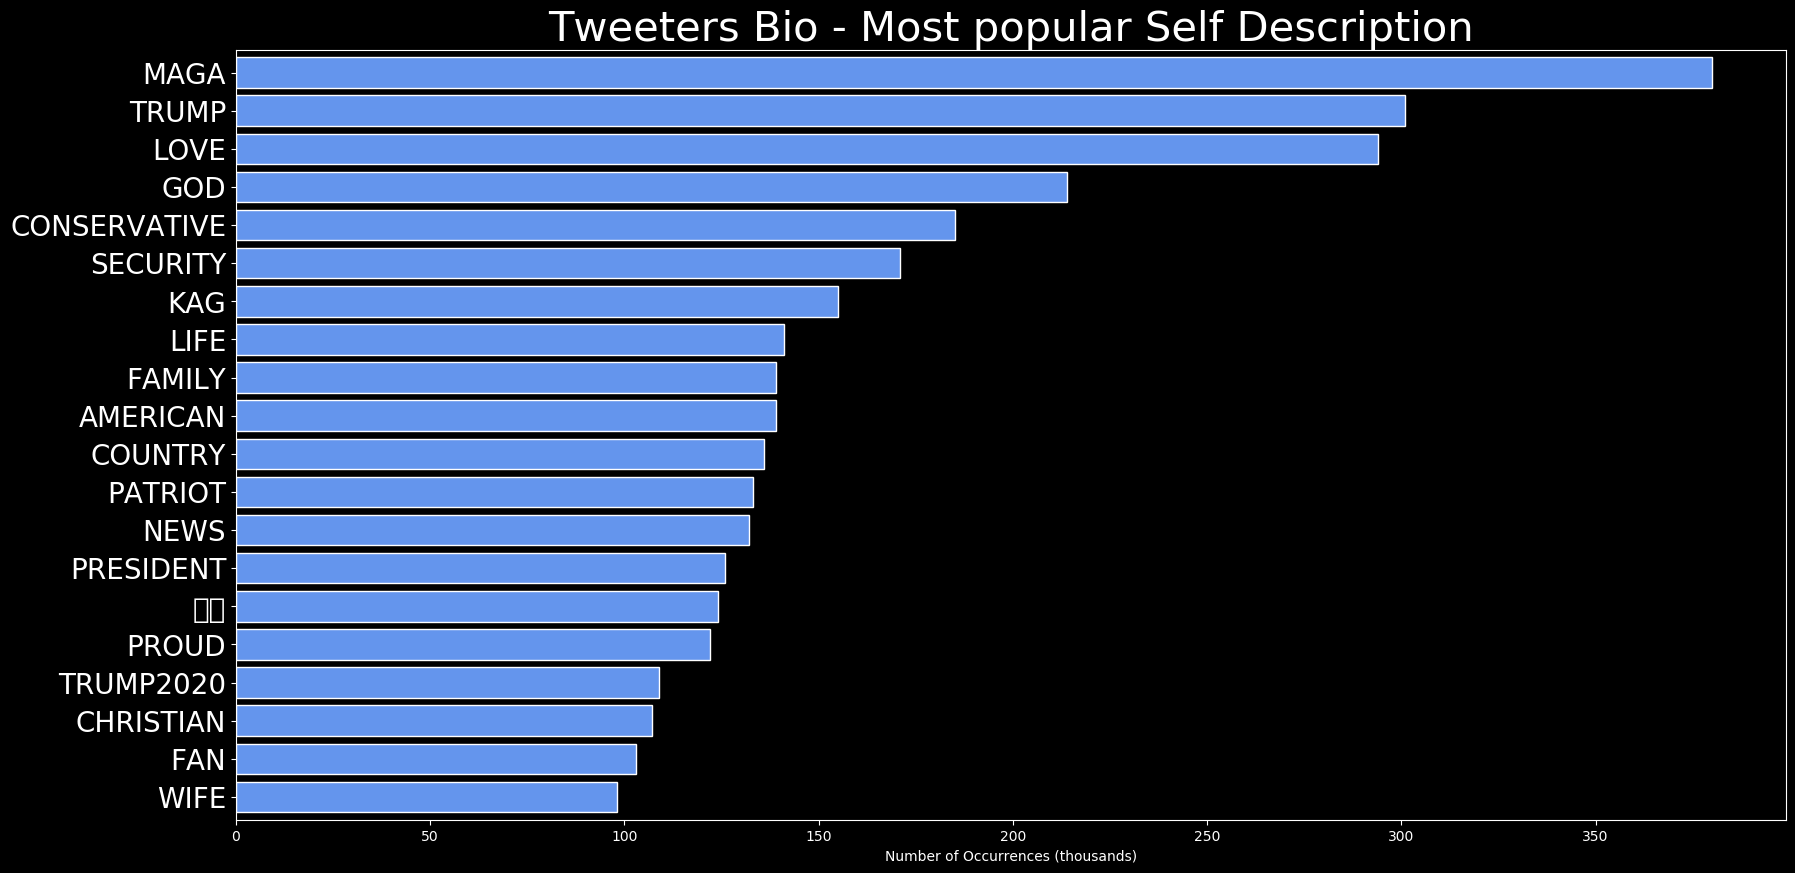 Tweeters Bio - Most popular Self Description
MAGA
TRUMP
LOVE
GOD
CONSERVATIVE
SECURITY
KAG
LIFE
FAMILY
AMERICAN
COUNTRY
PATRIOT
NEWS
PRESIDENT
PROUD
TRUMP2020
CHRISTIAN
FAN
WIFE
0 50 100 150 200 250 300 350
Number of Occurrences (thousands)